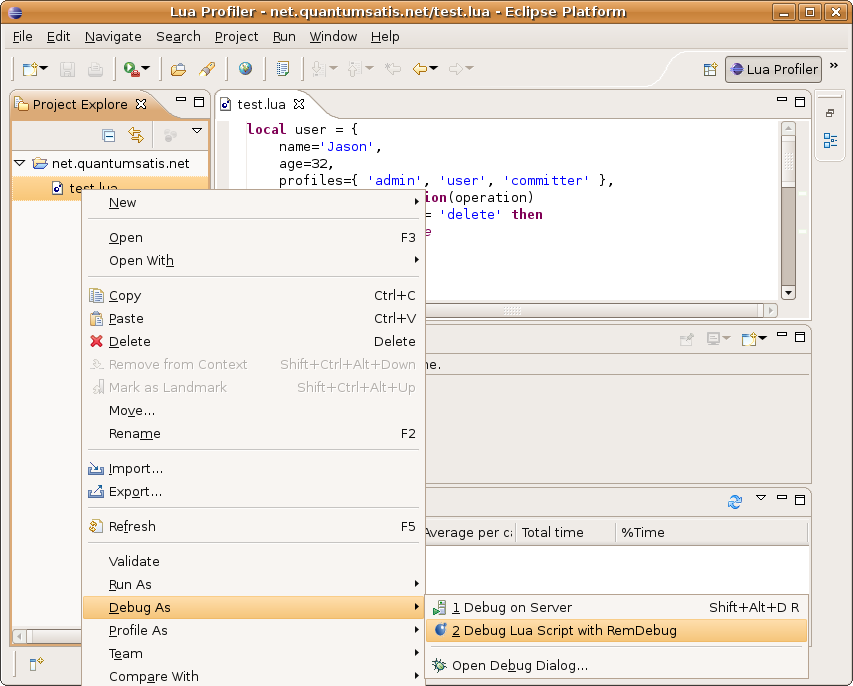 Lua Profiler - net.quantumsatis.net/test.lua - Eclipse Platform
File Edit Navigate Search Project Run Window Help
Lua Profiler »
Project Explore
test.lua
local user = {
name='Jason',
age=32,
profiles={ 'admin', 'user', 'committer' },
ion(operation)
= 'delete' then
e
net.quantumsatis.net
test.lua
New
Open F3
Open With
Copy Ctrl+C
Paste Ctrl+V
Delete Delete
Remove from Context Shift+Ctrl+Alt+Down
Mark as Landmark Shift+Ctrl+Alt+Up
Move...
Rename F2
Import...
Export...
Refresh F5
Validate
Run As
Debug As
Profile As
Team
Compare With
ne.
Average per ca Total time %Time
1 Debug on Server Shift+Alt+D R
2 Debug Lua Script with RemDebug
Open Debug Dialog...